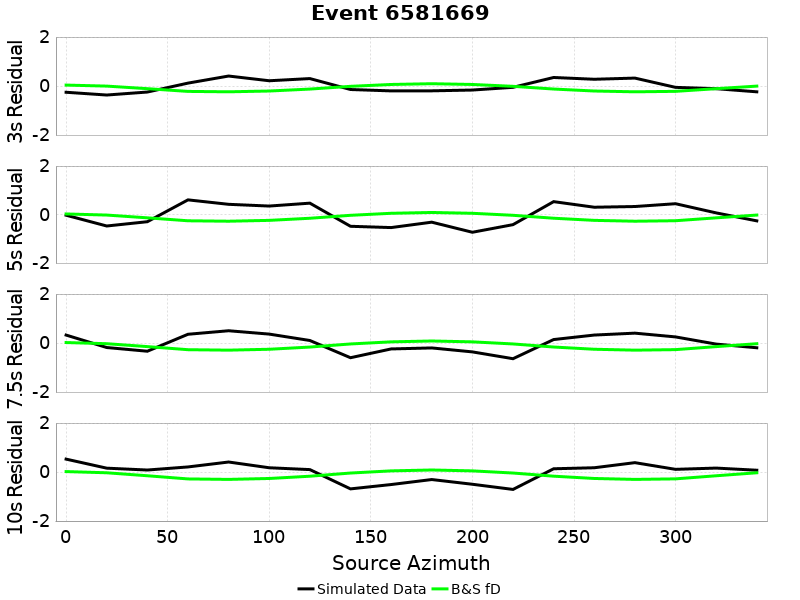 Event 6581669
3s Residual
2
0
-2
5s Residual
2
0
-2
7.5s Residual
2
0
-2
10s Residual
2
0
-2
0 50 100 150 200 250 300
Source Azimuth
Simulated Data B&S fD